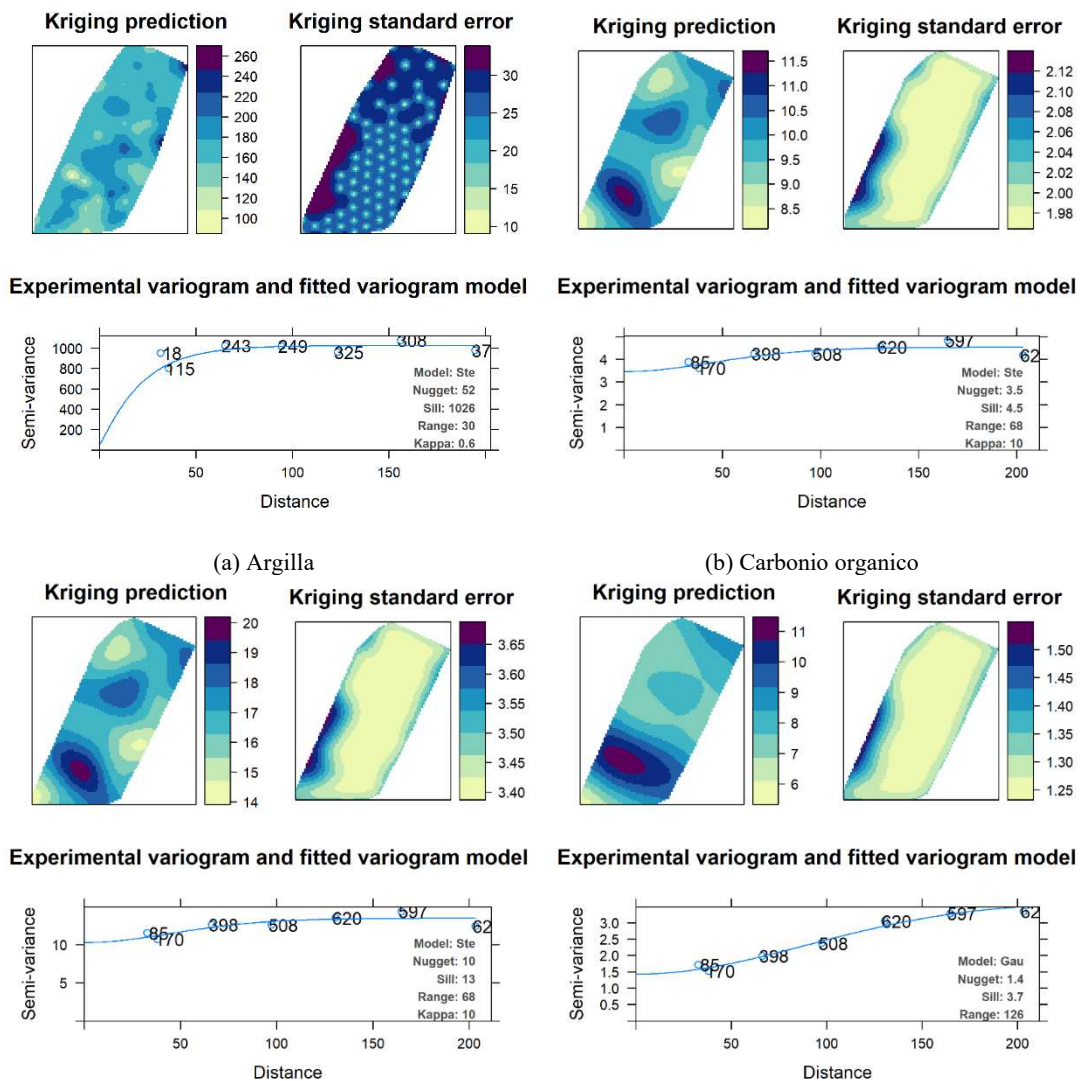 Kriging prediction
Kriging standard error
260
240
220
200
180
160
140
120
100
30
25
20
15
10
Experimental variogram and fitted variogram model
Semi-variance
1000
800
600
400
200
18
115
243
249
325
308
37
Model: Ste
Nugget: 52
Sill: 1026
Range: 30
Kappa: 0.6
50
100
150
Distance
(a) Argilla
Kriging prediction
Kriging standard error
11.5
11.0
10.5
10.0
9.5
9.0
8.5
2.12
2.10
2.08
2.06
2.04
2.02
2.00
1.98
Experimental variogram and fitted variogram model
Semi-variance
4
3
2
1
85
170
398
508
620
597
62
Model: Ste
Nugget: 3.5
Sill: 4.5
Range: 68
Kappa: 10
50
100
150
200
Distance
(b) Carbonio organico
Kriging prediction
Kriging standard error
20
19
18
17
16
15
14
3.65
3.60
3.55
3.50
3.45
3.40
Experimental variogram and fitted variogram model
Semi-variance
10
5
85
170
398
508
620
597
62
Model: Ste
Nugget: 10
Sill: 13
Range: 68
Kappa: 10
50
100
150
200
Distance
Kriging prediction
Kriging standard error
11
10
9
8
7
6
1.50
1.45
1.40
1.35
1.30
1.25
Experimental variogram and fitted variogram model
Semi-variance
3.0
2.5
2.0
1.5
1.0
0.5
85
170
398
508
620
597
62
Model: Gau
Nugget: 1.4
Sill: 3.7
Range: 126
50
100
150
200
Distance